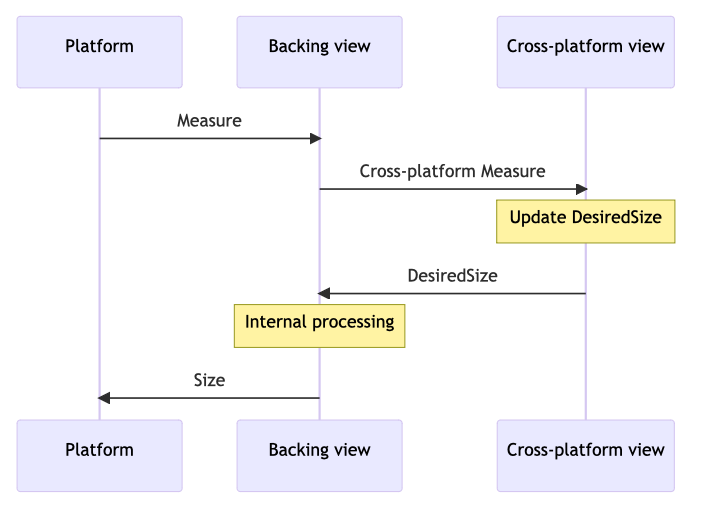 Platform
Backing view
Cross-platform view
Measure
Cross-platform Measure
Update DesiredSize
DesiredSize
Internal processing
Size
Platform
Backing view
Cross-platform view